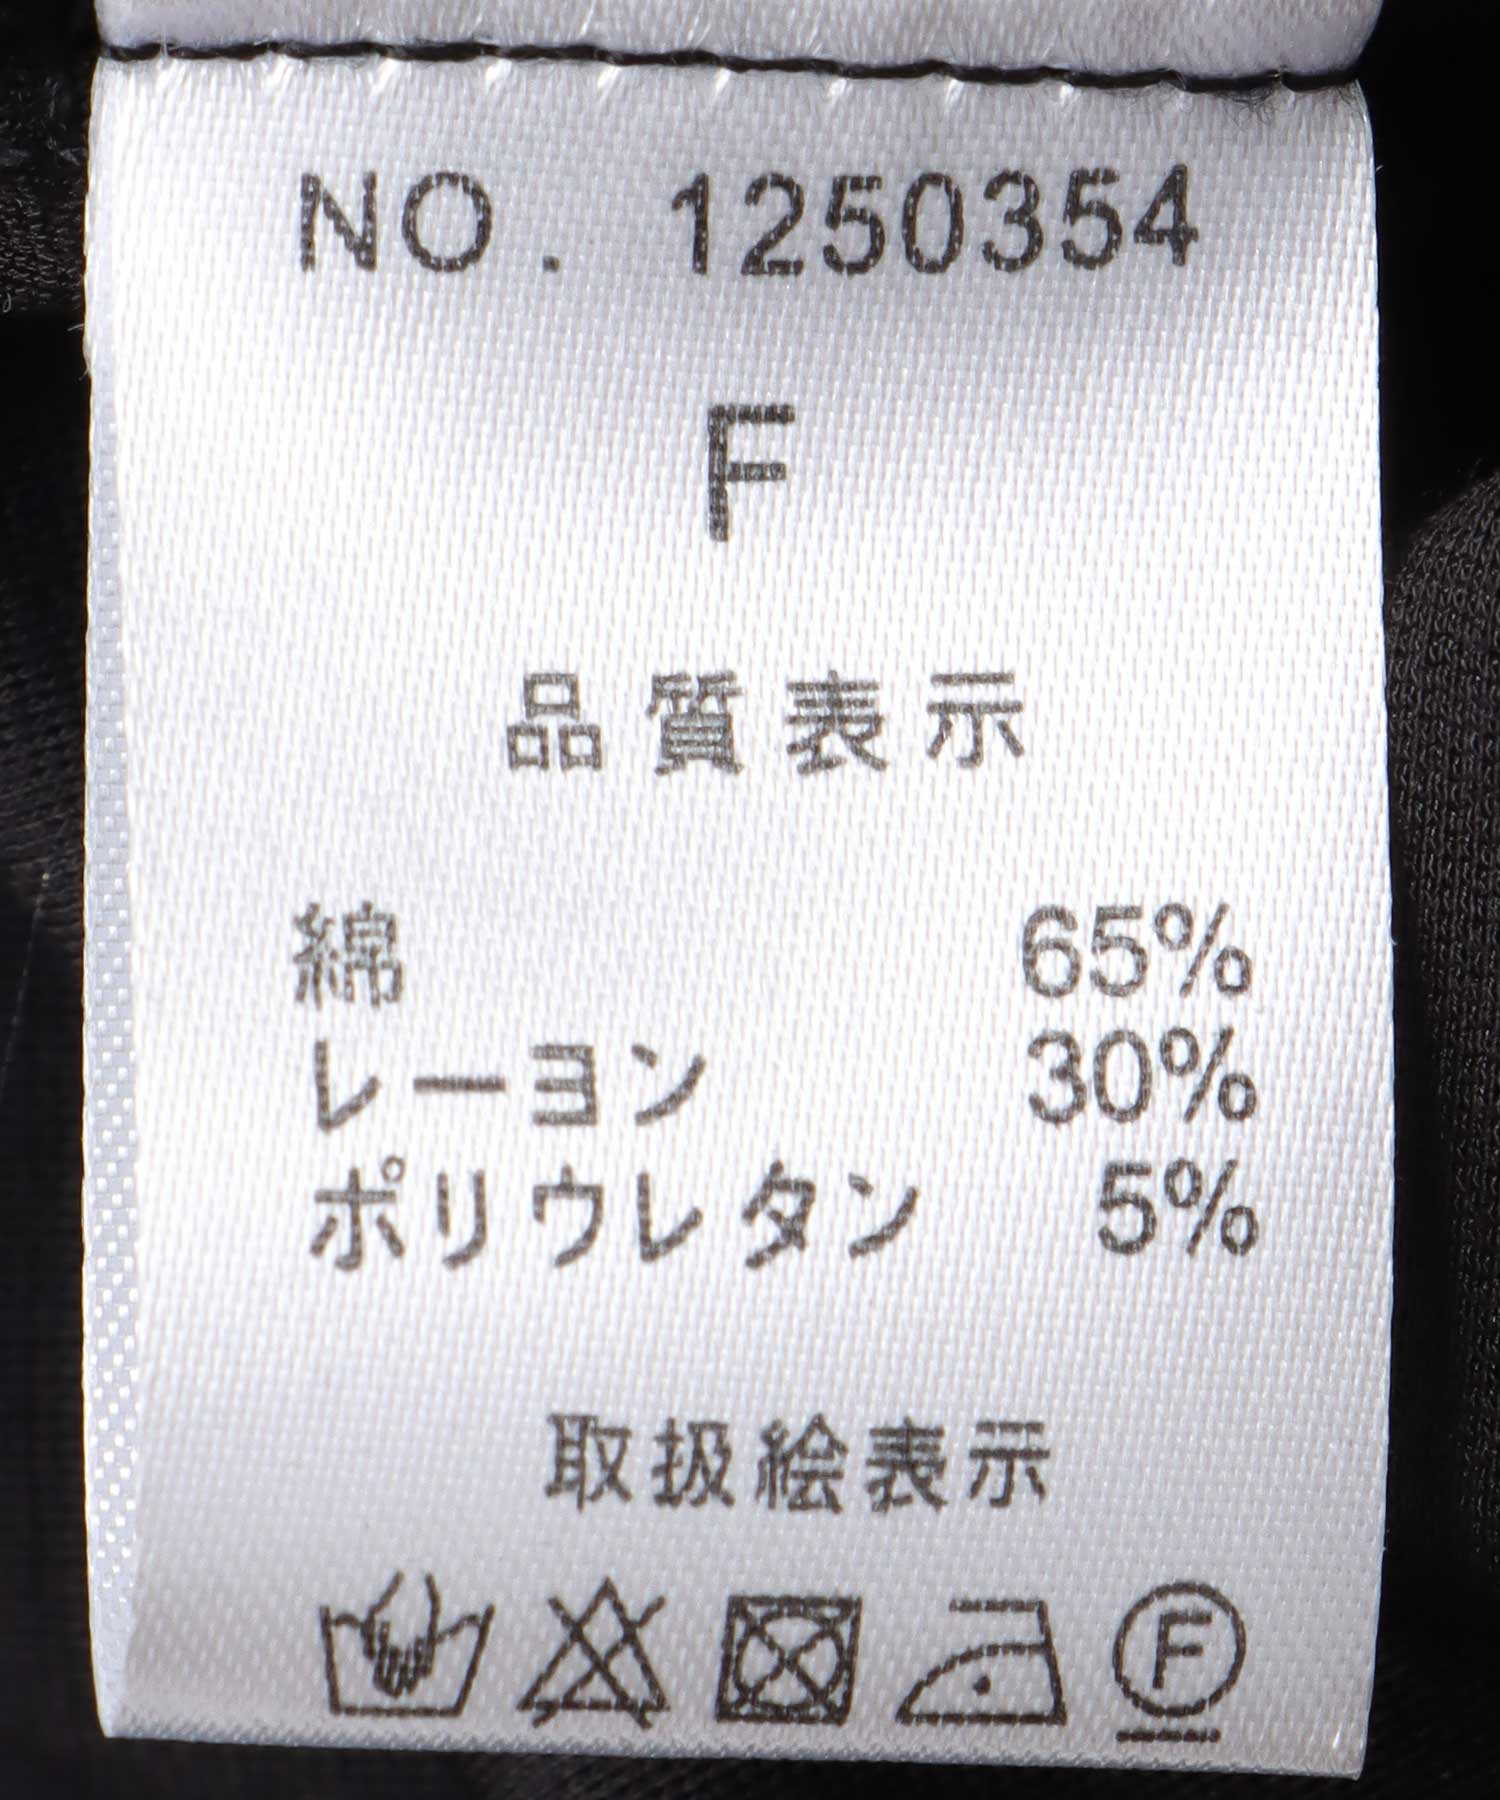 NO. 1250354
F
品質表示
綿 65%
レーヨン 30%
ポリウレタン 5%
取扱絵表示
F